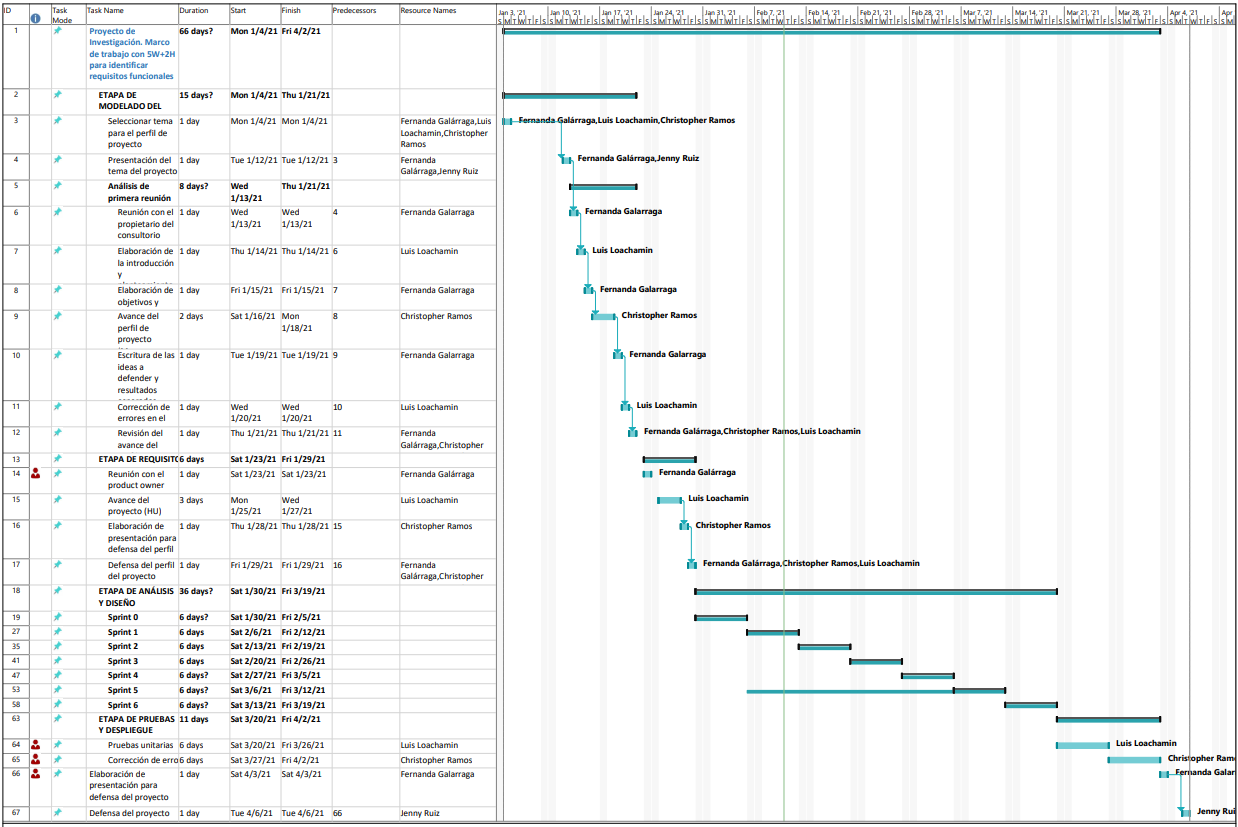 ID Task Mode Task Name Duration Start Finish Predecessors Resource Names
Jan 3, '21 Jan 10, '21 Jan 17, '21 Jan 24, '21 Jan 31, '21 Feb 7, '21 Feb 14, '21 Feb 21, '21 Feb 28, '21 Mar 7, '21 Mar 14, '21 Mar 21, '21 Mar 28, '21 Apr 4, '21 Apr
1 Proyecto de Investigación. Marco de trabajo con 5W+2H para identificar requisitos funcionales 66 days? Mon 1/4/21 Fri 4/2/21
2 ETAPA DE MODELADO DEL 15 days? Mon 1/4/21 Thu 1/21/21
3 Seleccionar tema para el perfil de proyecto 1 day Mon 1/4/21 Mon 1/4/21 Fernanda Galárraga,Luis Loachamin,Christopher Ramos
Fernanda Galárraga,Luis Loachamin,Christopher Ramos
4 Presentación del tema del proyecto 1 day Tue 1/12/21 Tue 1/12/21 3 Fernanda Galárraga,Jenny Ruiz
Fernanda Galárraga,Jenny Ruiz
5 Análisis de primera reunión 8 days? Wed 1/13/21 Thu 1/21/21
6 Reunión con el propietario del consultorio 1 day Wed 1/13/21 Wed 1/13/21 4 Fernanda Galarraga
Fernanda Galarraga
7 Elaboración de la introducción y 1 day Thu 1/14/21 Thu 1/14/21 6 Luis Loachamin
Luis Loachamin
8 Elaboración de objetivos y 1 day Fri 1/15/21 Fri 1/15/21 7 Fernanda Galarraga
Fernanda Galarraga
9 Avance del perfil de proyecto 2 days Sat 1/16/21 Mon 1/18/21 8 Christopher Ramos
Christopher Ramos
10 Escritura de las ideas a defender y resultados 1 day Tue 1/19/21 Tue 1/19/21 9 Fernanda Galarraga
Fernanda Galarraga
11 Corrección de errores en el 1 day Wed 1/20/21 Wed 1/20/21 10 Luis Loachamin
Luis Loachamin
12 Revisión del avance del 1 day Thu 1/21/21 Thu 1/21/21 11 Fernanda Galárraga,Christopher
Fernanda Galárraga,Christopher Ramos,Luis Loachamin
13 ETAPA DE REQUISITO 6 days Sat 1/23/21 Fri 1/29/21
14 Reunión con el product owner 1 day Sat 1/23/21 Sat 1/23/21 Fernanda Galárraga
Fernanda Galárraga
15 Avance del proyecto (HU) 3 days Mon 1/25/21 Wed 1/27/21 Luis Loachamin
Luis Loachamin
16 Elaboración de presentación para defensa del perfil 1 day Thu 1/28/21 Thu 1/28/21 15 Christopher Ramos
Christopher Ramos
17 Defensa del perfil del proyecto 1 day Fri 1/29/21 Fri 1/29/21 16 Fernanda Galárraga,Christopher
Fernanda Galárraga,Christopher Ramos,Luis Loachamin
18 ETAPA DE ANÁLISIS Y DISEÑO 36 days? Sat 1/30/21 Fri 3/19/21
19 Sprint 0 6 days? Sat 1/30/21 Fri 2/5/21
27 Sprint 1 6 days Sat 2/6/21 Fri 2/12/21
35 Sprint 2 6 days? Sat 2/13/21 Fri 2/19/21
41 Sprint 3 6 days Sat 2/20/21 Fri 2/26/21
47 Sprint 4 6 days? Sat 2/27/21 Fri 3/5/21
53 Sprint 5 6 days? Sat 3/6/21 Fri 3/12/21
58 Sprint 6 6 days? Sat 3/13/21 Fri 3/19/21
63 ETAPA DE PRUEBAS Y DESPLIEGUE 11 days Sat 3/20/21 Fri 4/2/21
64 Pruebas unitarias 6 days Sat 3/20/21 Fri 3/26/21 Luis Loachamin
Luis Loachamin
65 Corrección de erro 6 days Sat 3/27/21 Fri 4/2/21 Christopher Ramos
Christopher Ram
66 Elaboración de presentación para defensa del proyecto 1 day Sat 4/3/21 Sat 4/3/21 Fernanda Galarraga
Fernanda Galar
67 Defensa del proyecto 1 day Tue 4/6/21 Tue 4/6/21 66 Jenny Ruiz
Jenny Rui